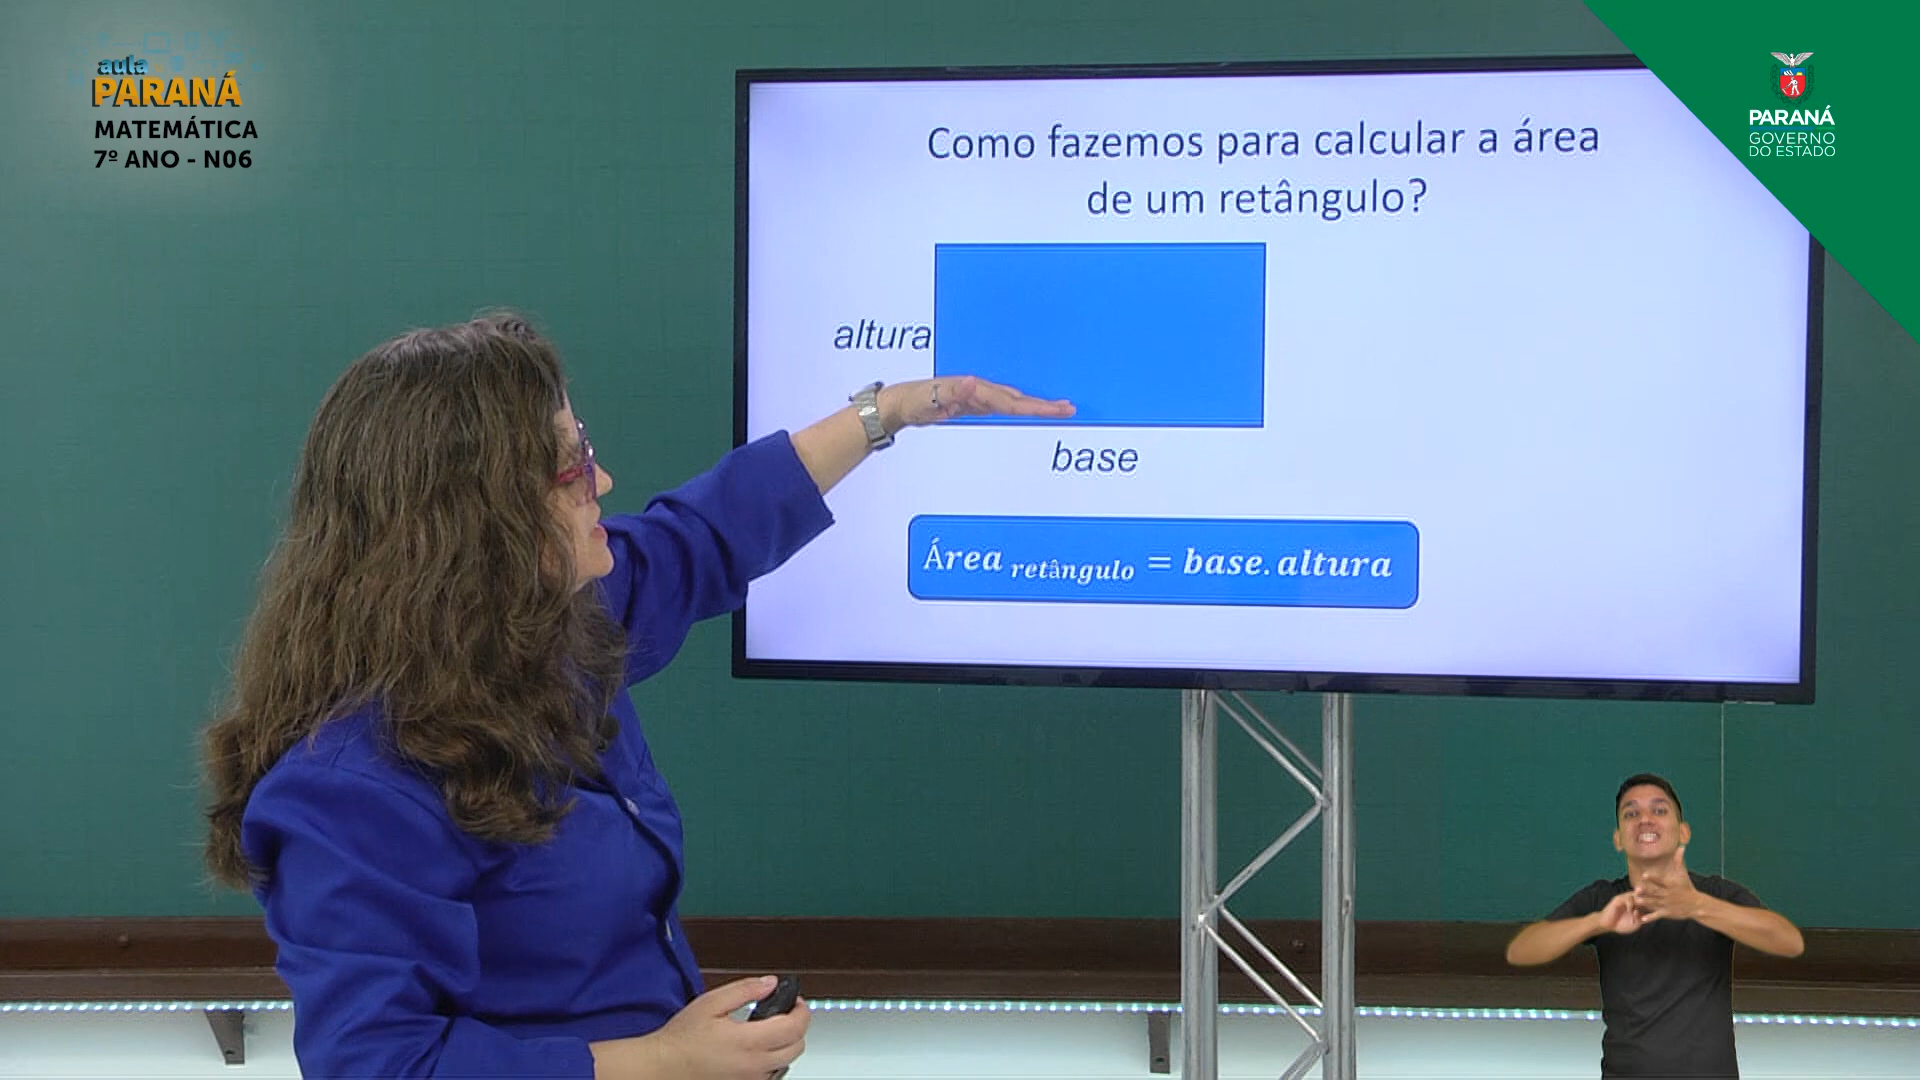 aula
PARANÁ
MATEMÁTICA
7º ANO - N06
PARANÁ
GOVERNO
DO ESTADO
Como fazemos para calcular a área
de um retângulo?
altura
base
Área retângulo = base.altura